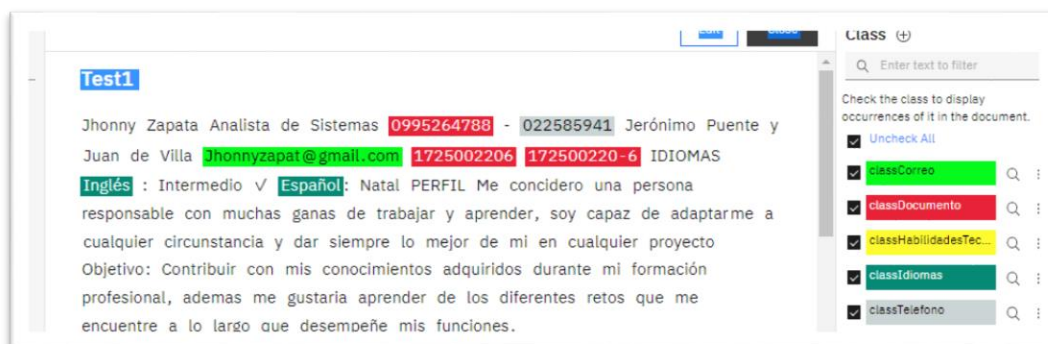 Edit
Class ⊕
Enter text to filter
Test1
Check the class to display
occurrences of it in the document.
Uncheck All
Jhonny Zapata Analista de Sistemas 0995264788 - 022585941 Jerónimo Puente y
Juan de Villa Jhonnyzapat@gmail.com 1725002206 172500220-6 IDIOMAS
Inglés : Intermedio √ Español: Natal PERFIL Me concidero una persona
responsable con muchas ganas de trabajar y aprender, soy capaz de adaptarme a
cualquier circunstancia y dar siempre lo mejor de mi en cualquier proyecto
Objetivo: Contribuir con mis conocimientos adquiridos durante mi formación
profesional, ademas me gustaria aprender de los diferentes retos que me
encuentre a lo largo que desempeñe mis funciones.
classCorreo
classDocumento
classHabilidadesTec...
classIdiomas
classTelefono